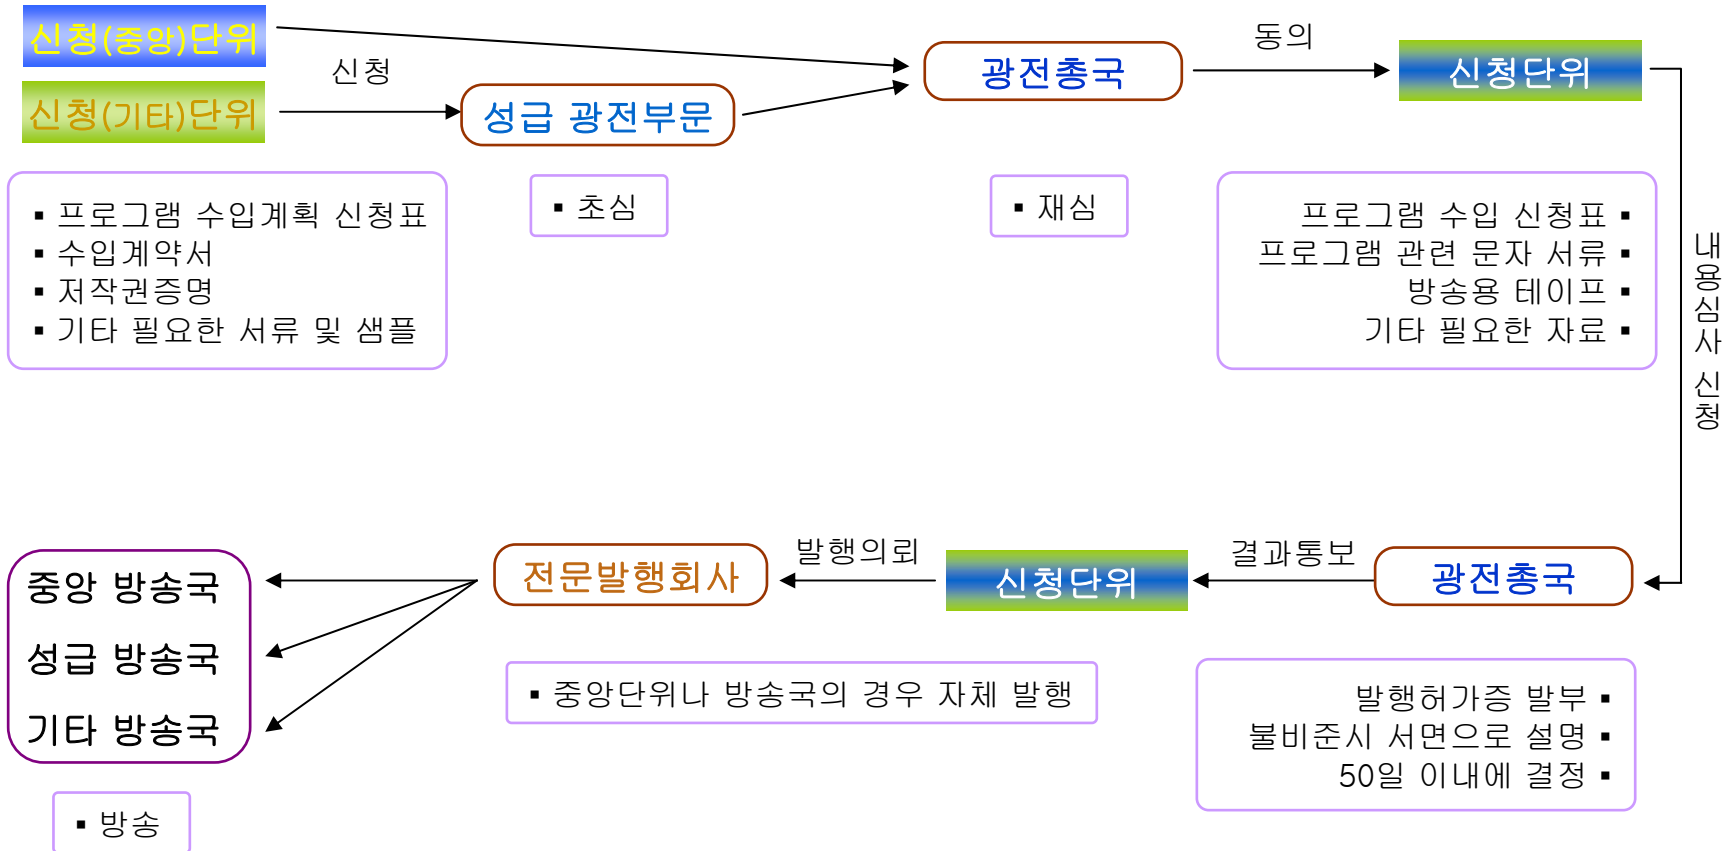 신청(중앙)단위
신청(기타)단위
신청
성급 광전부문
광전총국
동의
신청단위
▪ 프로그램 수입계획 신청표
▪ 수입계약서
▪ 저작권증명
▪ 기타 필요한 서류 및 샘플
▪ 초심
▪ 재심
프로그램 수입 신청표 ▪
프로그램 관련 문자 서류 ▪
방송용 테이프 ▪
기타 필요한 자료 ▪
내용심사 신청
광전총국
결과통보
신청단위
발행의뢰
전문발행회사
중앙 방송국
성급 방송국
기타 방송국
▪ 중앙단위나 방송국의 경우 자체 발행
발행허가증 발부 ▪
불비준시 서면으로 설명 ▪
50일 이내에 결정 ▪
▪ 방송